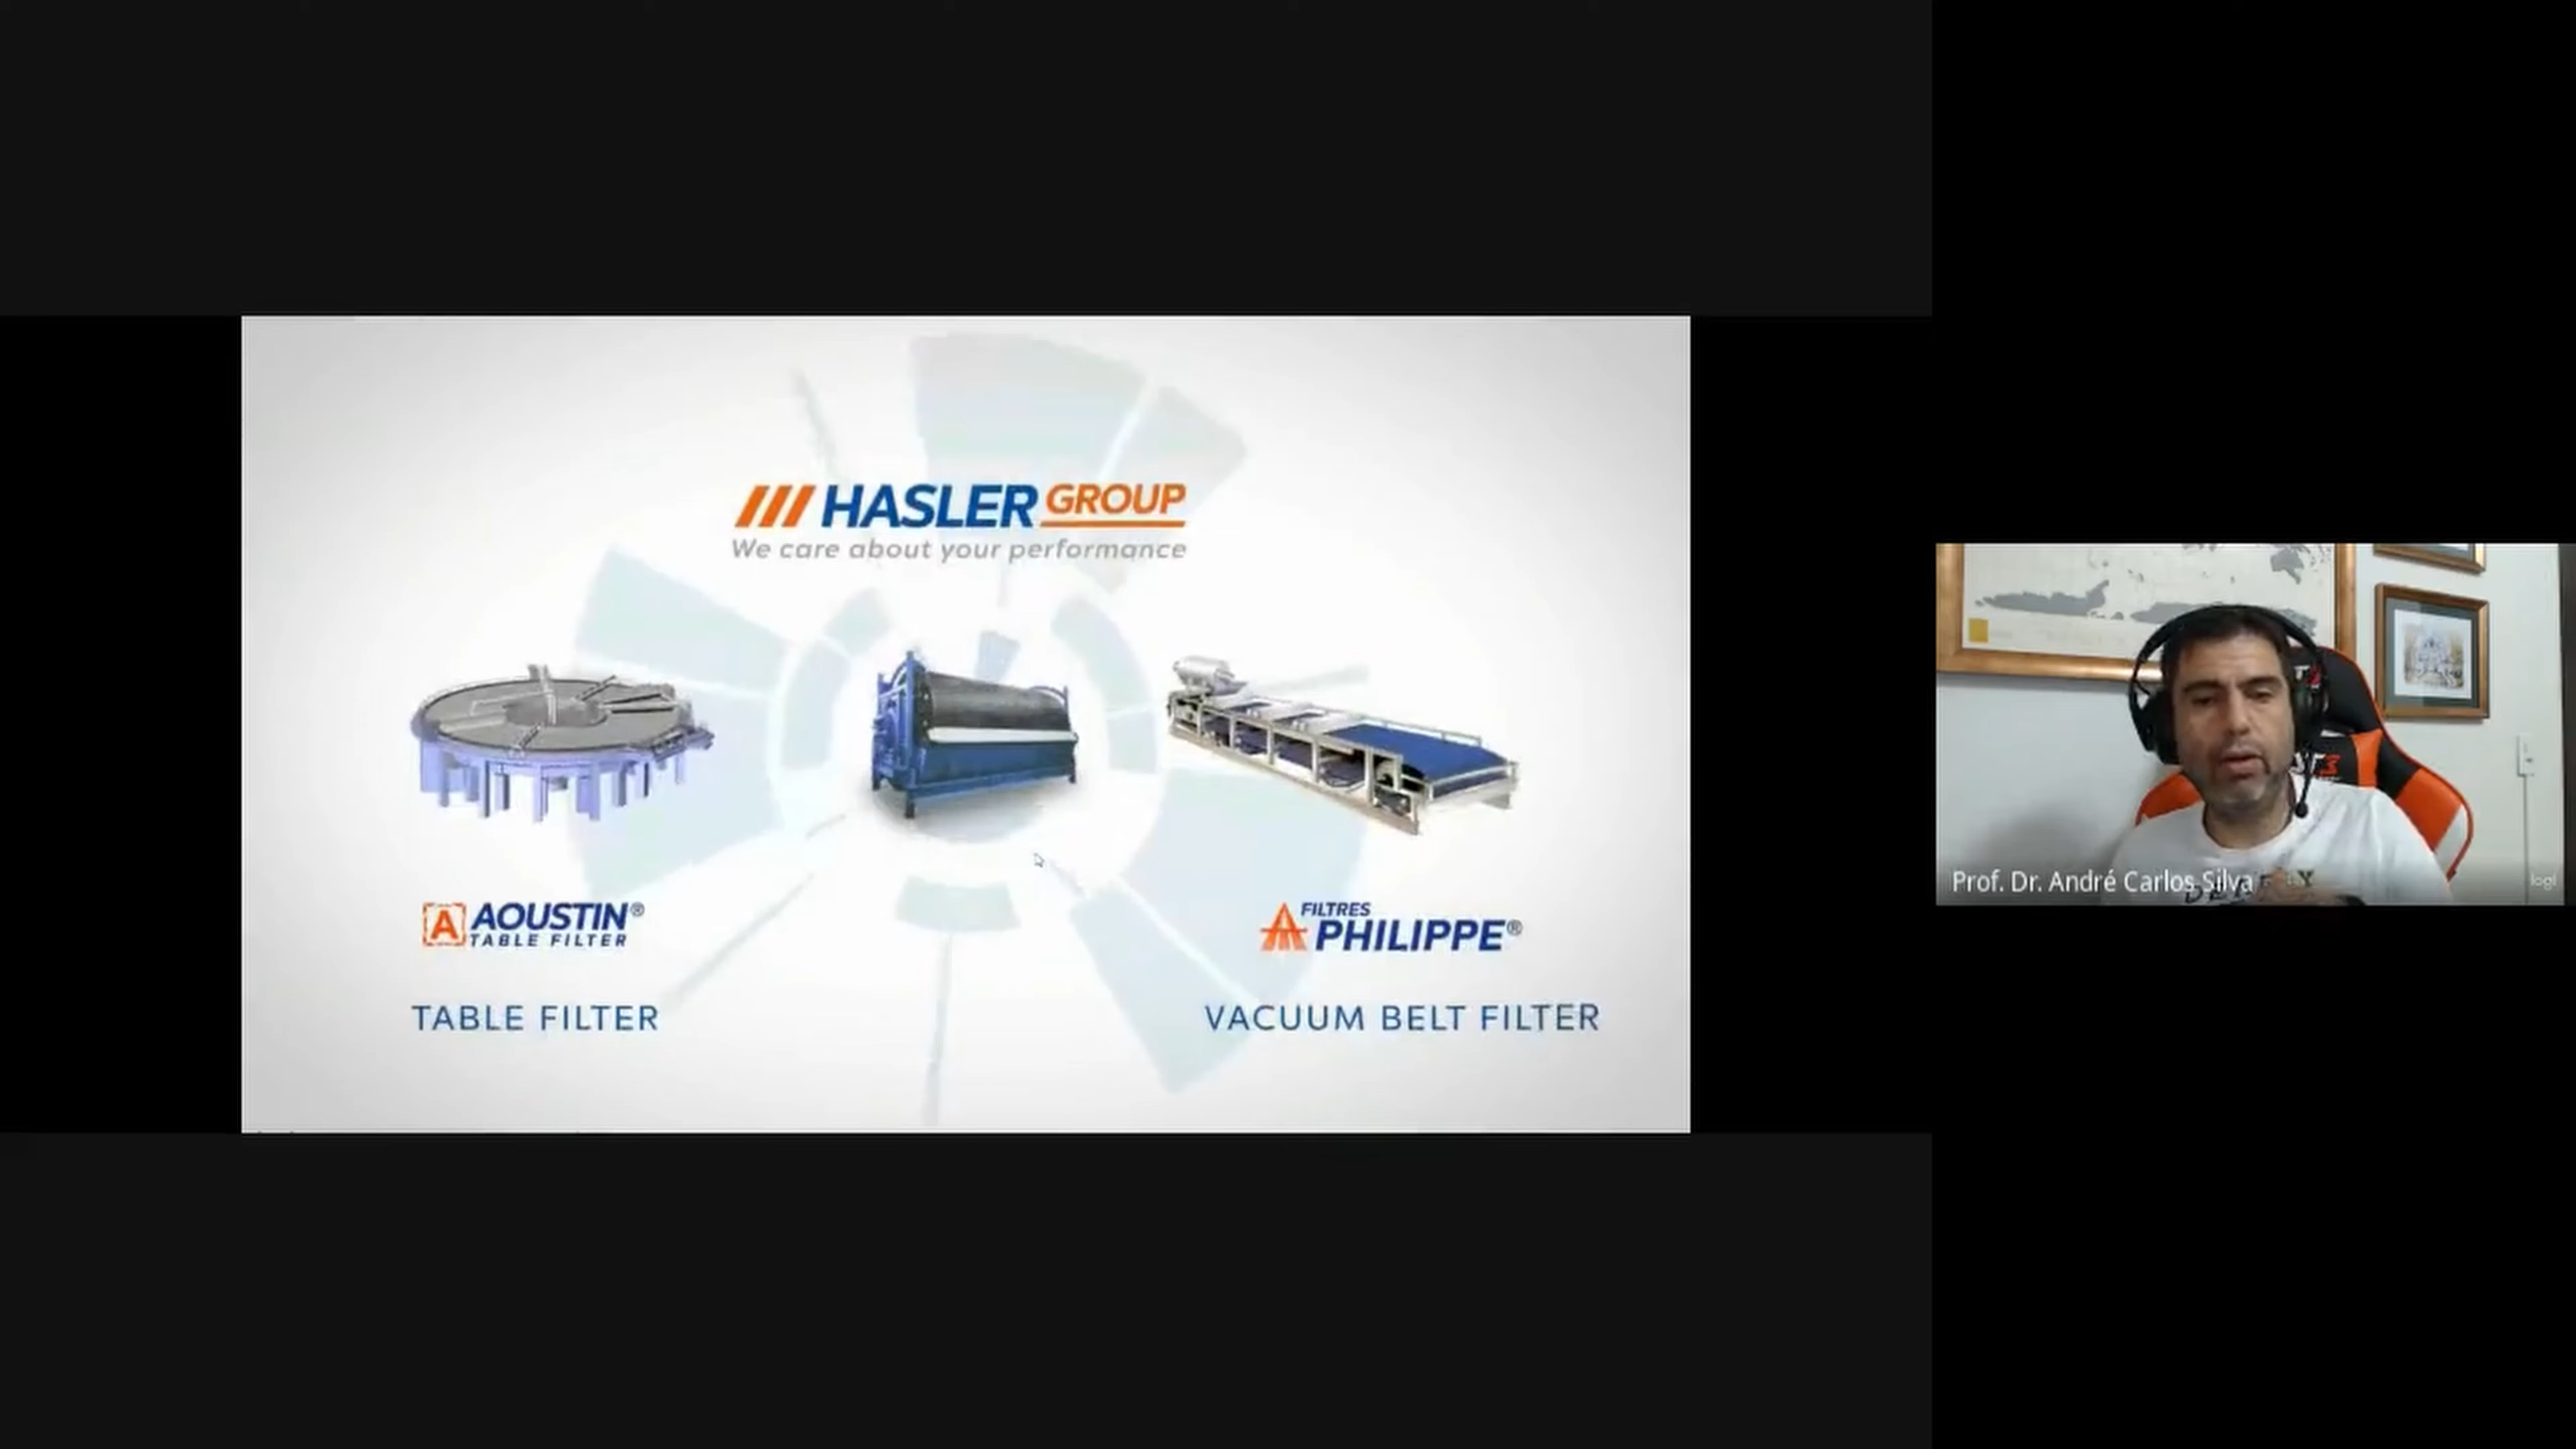 HASLER GROUP
We care about your performance
A AOUSTIN®
TABLE FILTER
FILTRES
PHILIPPE®
TABLE FILTER
VACUUM BELT FILTER
Prof. Dr. André Carlos Silva
logi